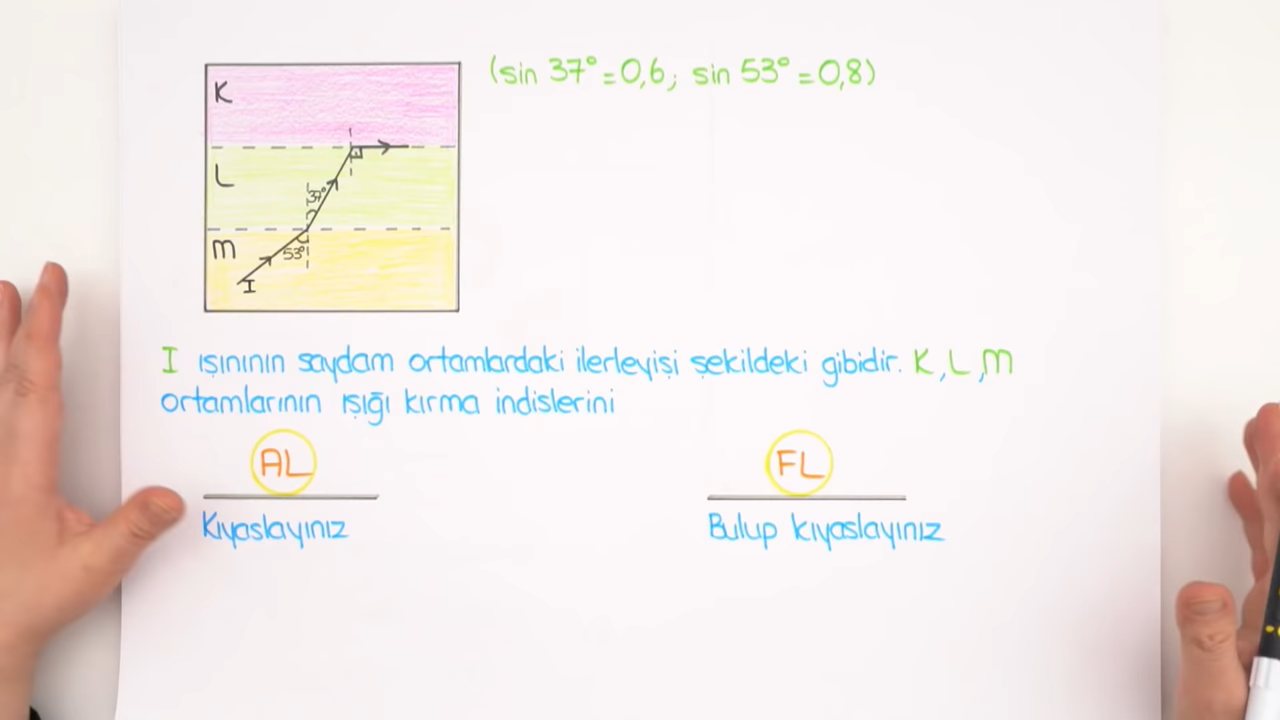 K
L
M
37°
53°
I
(sin 37° = 0,6; sin 53° = 0,8)
I ışınının saydam ortamlardaki ilerleyişi şekildeki gibidir. K, L, M
ortamlarının ışığı kırma indislerini
AL
Kıyaslayınız
FL
Bulup kıyaslayınız